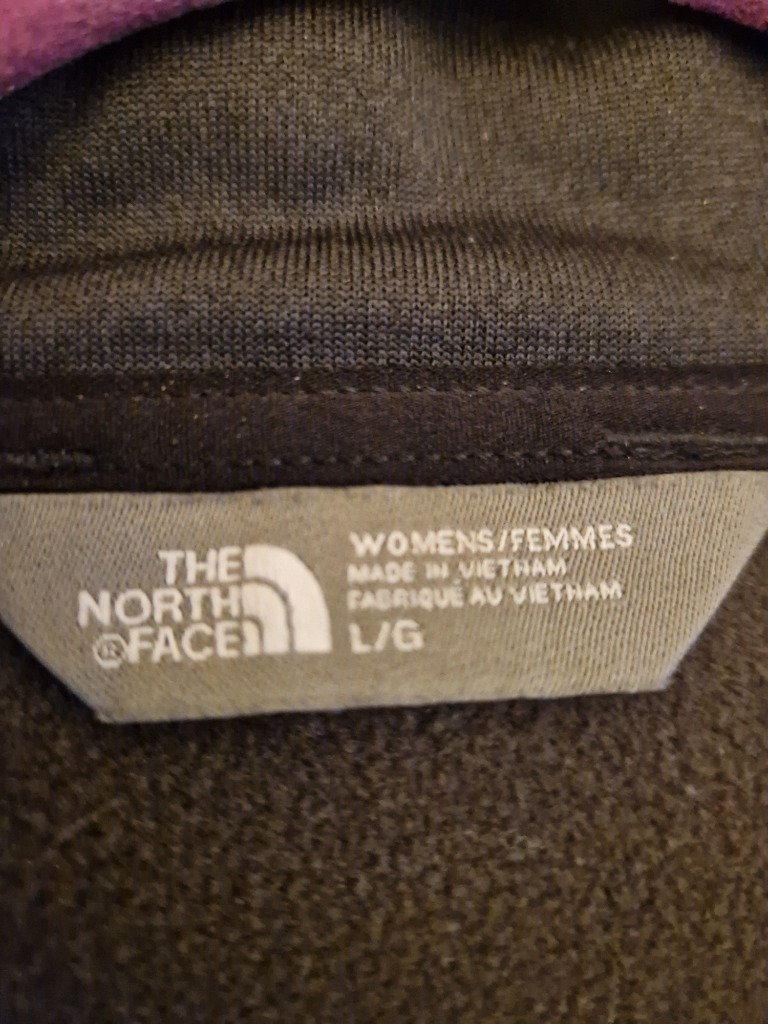 THE
NORTH
®FACE
WOMENS/FEMMES
MADE IN VIETNAM
FABRIQUÉ AU VIETNAM
L/G